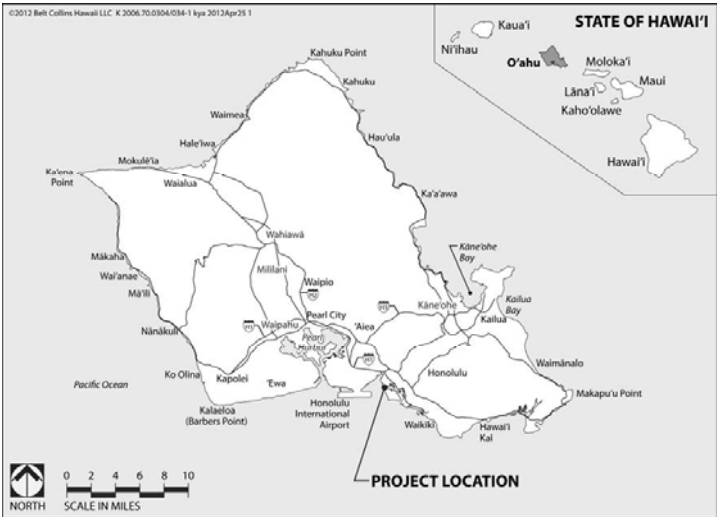 ©2012 Belt Collins Hawaii LLC K 2006.70.0304/034-1 kya 2012Apr25 1
STATE OF HAWAI'I
Kaua'i
Ni'ihau
O'ahu
Moloka'i
Lāna'i
Maui
Kaho'olawe
Hawai'i
Kahuku Point
Kahuku
Waimea
Hau'ula
Hale'iwa
Mokulē'ia
Ka'ena
Point
Waialua
Ka'a'awa
Wahiawā
Kāne'ohe
Bay
Mākaha
Mililani
Wai'anae
Waipio
Mā'ili
H2
Kailua
Bay
Kāne'ohe
H3
Pearl City
Kailua
H1
Waipahu
'Aiea
Nānākuli
Pearl
Harbor
H1
Waimānalo
Ko Olina
Kapolei
Honolulu
Pacific Ocean
'Ewa
Makapu'u Point
Kalaeloa
(Barbers Point)
Honolulu
International
Airport
Waikīkī
Hawai'i
Kai
PROJECT LOCATION
0 2 4 6 8 10
NORTH
SCALE IN MILES